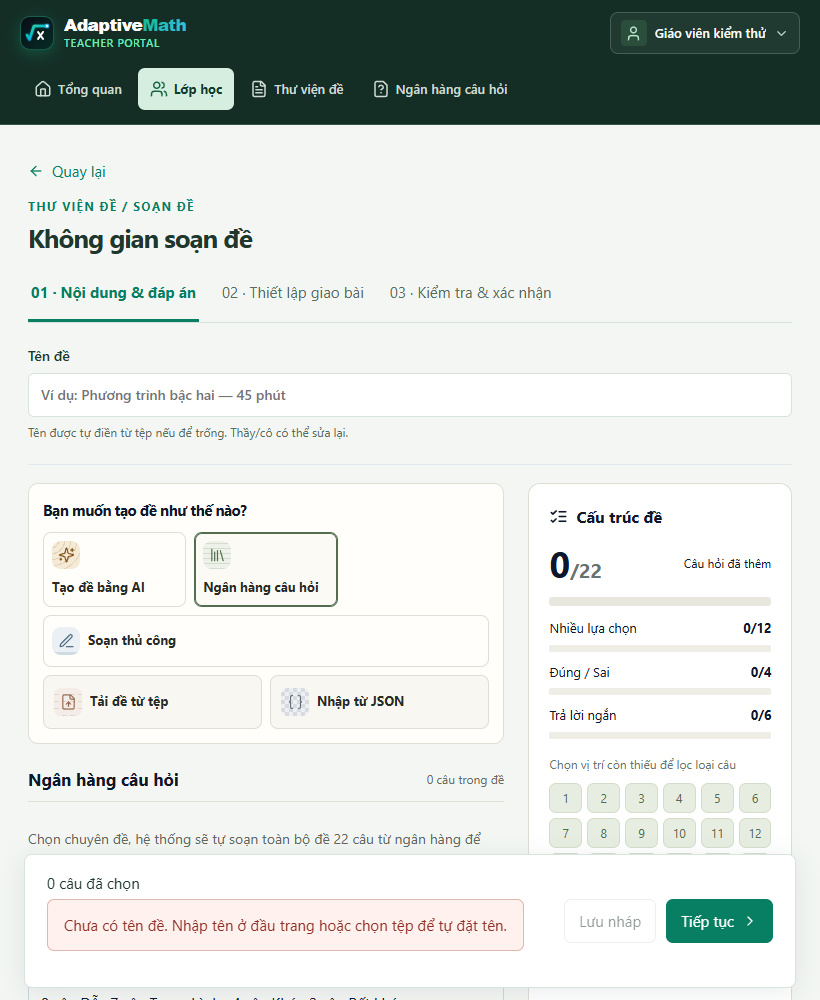 AdaptiveMath
TEACHER PORTAL
Giáo viên kiểm thử
Tổng quan
Lớp học
Thư viện đề
Ngân hàng câu hỏi
Quay lại
THƯ VIỆN ĐỀ / SOẠN ĐỀ
Không gian soạn đề
01 · Nội dung & đáp án
02 · Thiết lập giao bài
03 · Kiểm tra & xác nhận
Tên đề
Ví dụ: Phương trình bậc hai — 45 phút
Tên được tự điền từ tệp nếu để trống. Thầy/cô có thể sửa lại.
Bạn muốn tạo đề như thế nào?
Tạo đề bằng AI
Ngân hàng câu hỏi
Soạn thủ công
Tải đề từ tệp
Nhập từ JSON
Cấu trúc đề
0/22
Câu hỏi đã thêm
Nhiều lựa chọn 0/12
Đúng / Sai 0/4
Trả lời ngắn 0/6
Chọn vị trí còn thiếu để lọc loại câu
1 2 3 4 5 6
7 8 9 10 11 12
Ngân hàng câu hỏi
0 câu trong đề
Chọn chuyên đề, hệ thống sẽ tự soạn toàn bộ đề 22 câu từ ngân hàng để
0 câu đã chọn
Chưa có tên đề. Nhập tên ở đầu trang hoặc chọn tệp để tự đặt tên.
Lưu nháp
Tiếp tục